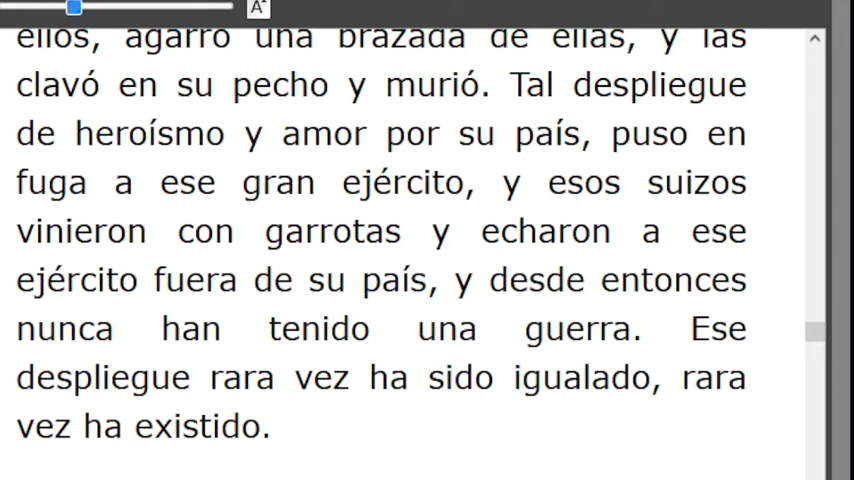 A
ellos, agarró una brazada de ellas, y las
clavó en su pecho y murió. Tal despliegue
de heroísmo y amor por su país, puso en
fuga a ese gran ejército, y esos suizos
vinieron con garrotas y echaron a ese
ejército fuera de su país, y desde entonces
nunca han tenido una guerra. Ese
despliegue rara vez ha sido igualado, rara
vez ha existido.